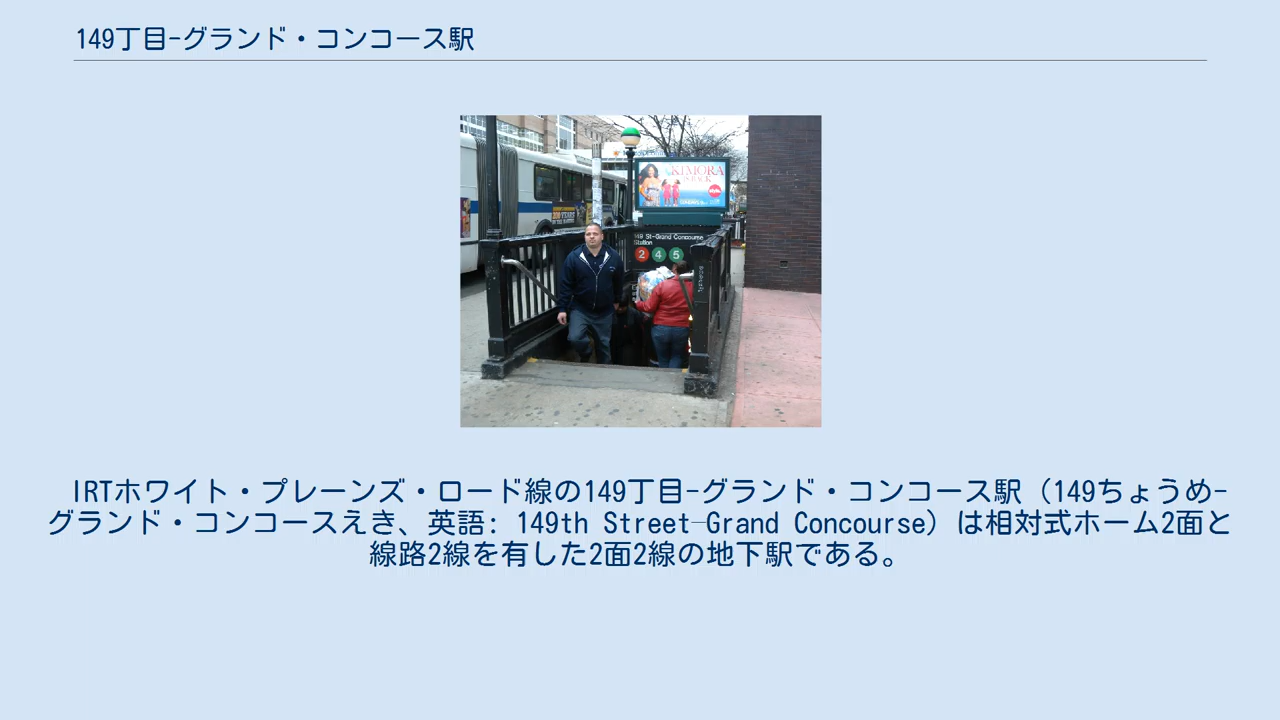 149丁目-グランド・コンコース駅
KIMORA
IS BACK
149 St-Grand Concourse
Station
2 4 5
IRTホワイト・プレーンズ・ロード線の149丁目-グランド・コンコース駅（149ちょうめ-
グランド・コンコースえき、英語: 149th Street–Grand Concourse）は相対式ホーム2面と
線路2線を有した2面2線の地下駅である。